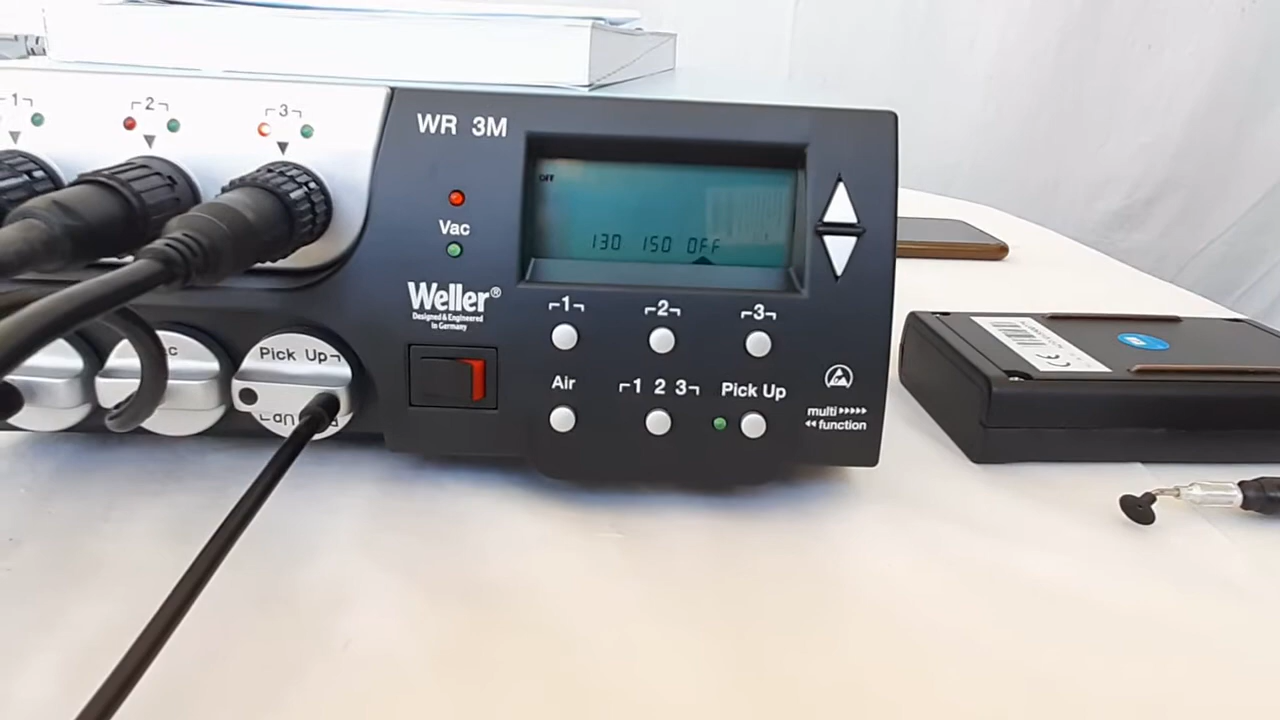 1
2
3
WR 3M
OFF
Vac
130 150 OFF
Weller®
Designed & Engineered
In Germany
1
2
3
Pick Up
Air
1 2 3
Pick Up
multi
function
CE